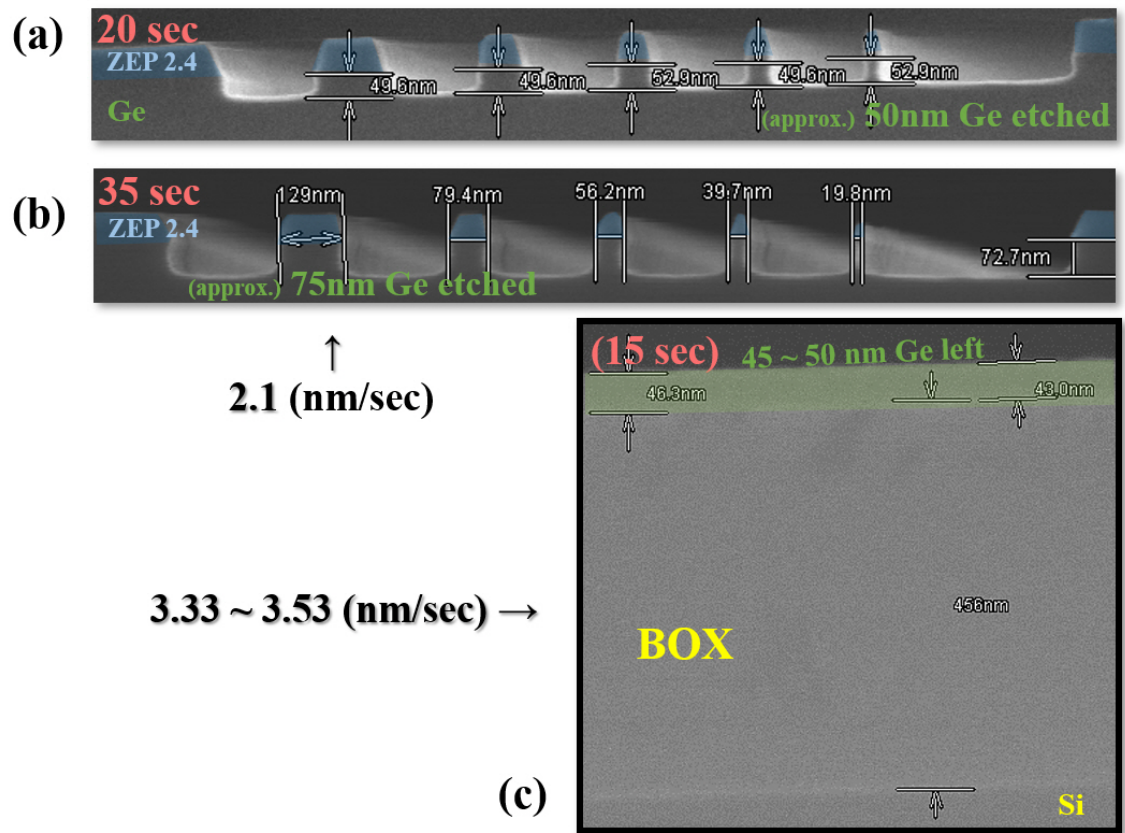 (a)
20 sec
ZEP 2.4
Ge
49.6nm
49.6nm
52.9nm
49.6nm
52.9nm
(approx.) 50nm Ge etched
(b)
35 sec
ZEP 2.4
129nm
79.4nm
56.2nm
39.7nm
19.8nm
72.7nm
(approx.) 75nm Ge etched
↑
2.1 (nm/sec)
3.33 ~ 3.53 (nm/sec) →
(c)
(15 sec)
45 ~ 50 nm Ge left
46.3nm
43.0nm
456nm
BOX
Si